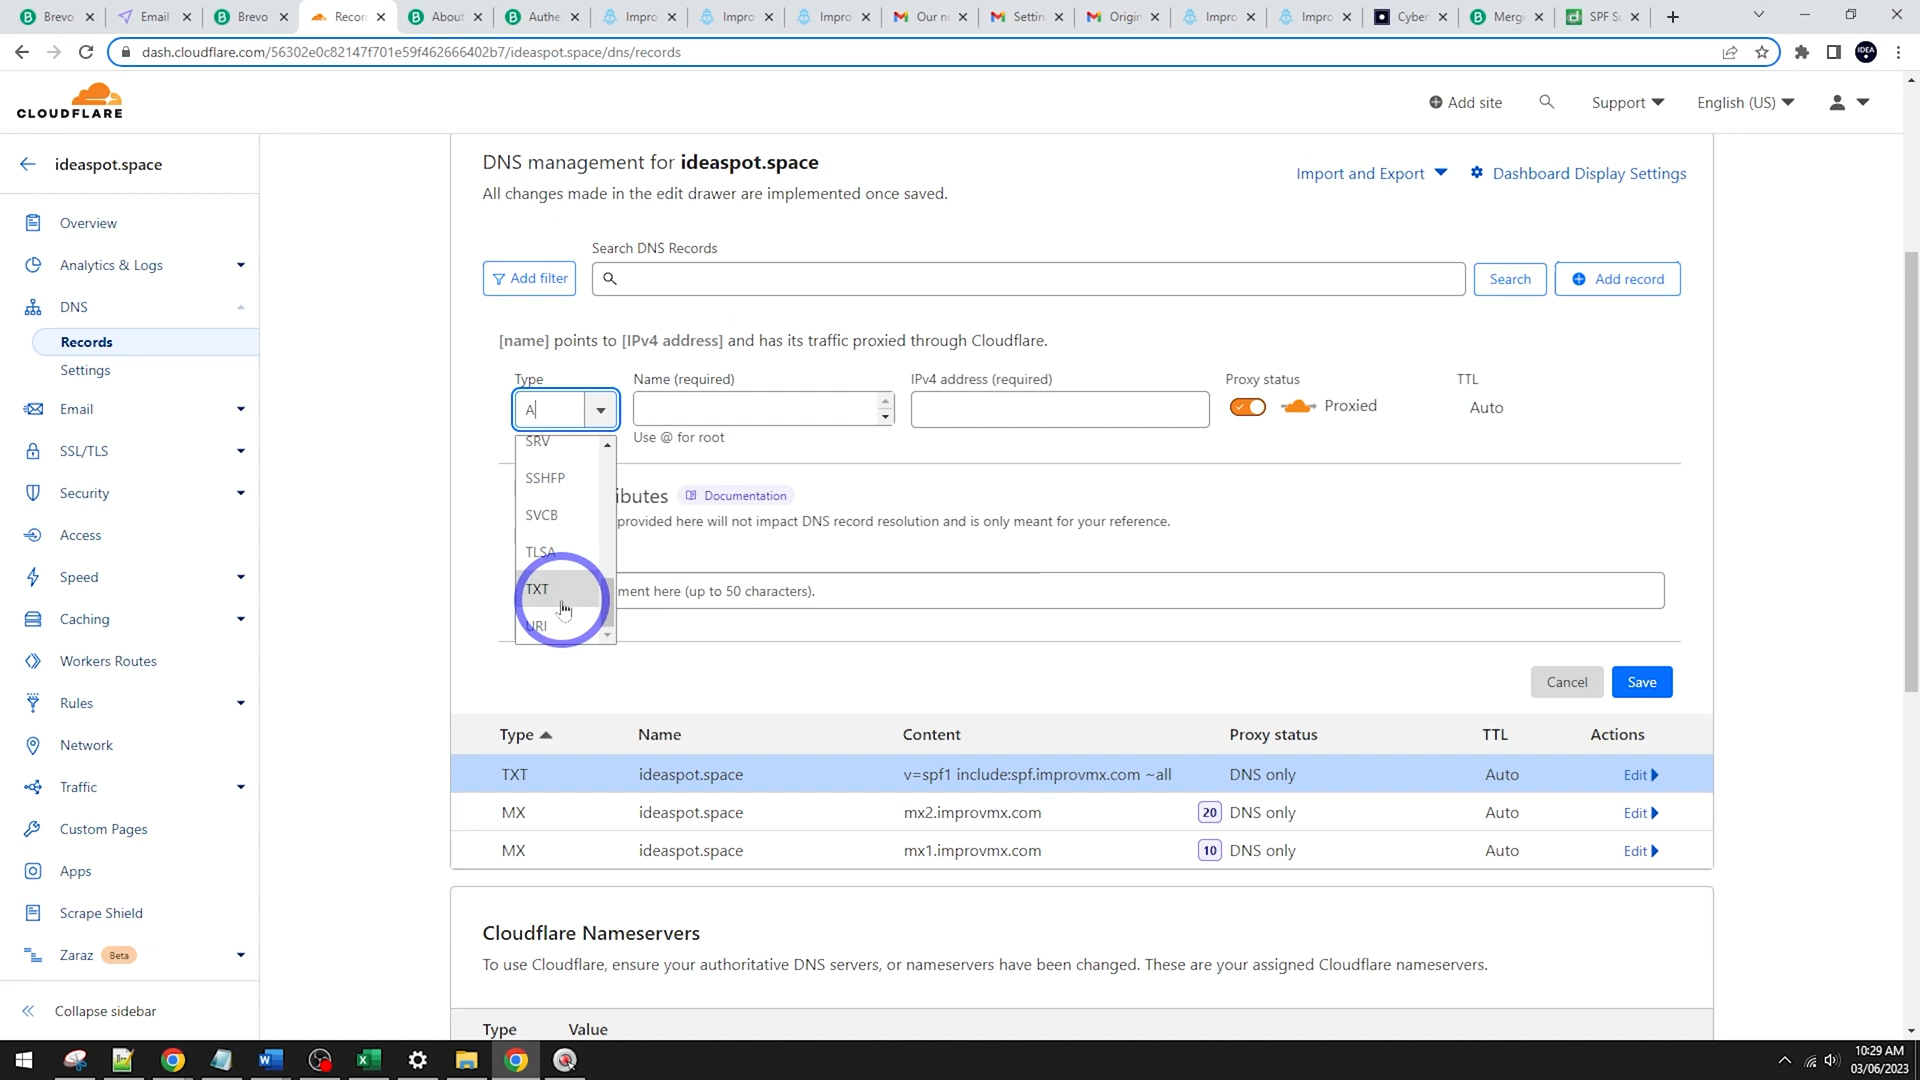 Brevo
Email
Brevo
Recor
About
Authe
Impro
Impro
Impro
Our n
Settin
Origin
Impro
Impro
Cyber
Mergi
SPF S
dash.cloudflare.com/56302e0c82147f701e59f462666402b7/ideaspot.space/dns/records
IDEA
CLOUDFLARE
Add site
Support
English (US)
ideaspot.space
Overview
Analytics & Logs
DNS
Records
Settings
Email
SSL/TLS
Security
Access
Speed
Caching
Workers Routes
Rules
Network
Traffic
Custom Pages
Apps
Scrape Shield
Zaraz Beta
Collapse sidebar
DNS management for ideaspot.space
All changes made in the edit drawer are implemented once saved.
Import and Export
Dashboard Display Settings
Search DNS Records
Add filter
Search
Add record
[name] points to [IPv4 address] and has its traffic proxied through Cloudflare.
Type Name (required) IPv4 address (required) Proxy status TTL
A
Proxied
Auto
Use @ for root
SRV
SSHFP
SVCB
TLSA
TXT
URI
ibutes Documentation
provided here will not impact DNS record resolution and is only meant for your reference.
ment here (up to 50 characters).
Cancel
Save
Type Name Content Proxy status TTL Actions
TXT ideaspot.space v=spf1 include:spf.improvmx.com ~all DNS only Auto Edit
MX ideaspot.space mx2.improvmx.com 20 DNS only Auto Edit
MX ideaspot.space mx1.improvmx.com 10 DNS only Auto Edit
Cloudflare Nameservers
To use Cloudflare, ensure your authoritative DNS servers, or nameservers have been changed. These are your assigned Cloudflare nameservers.
Type Value
10:29 AM
03/06/2023